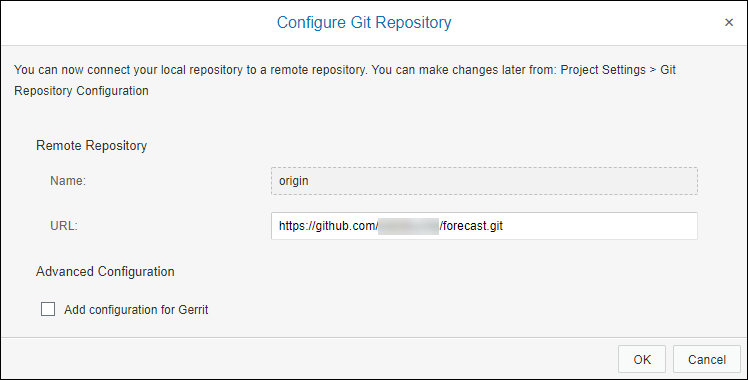 Configure Git Repository
×
You can now connect your local repository to a remote repository. You can make changes later from: Project Settings > Git
Repository Configuration
Remote Repository
Name: origin
URL: https://github.com/ /forecast.git
Advanced Configuration
Add configuration for Gerrit
OK Cancel